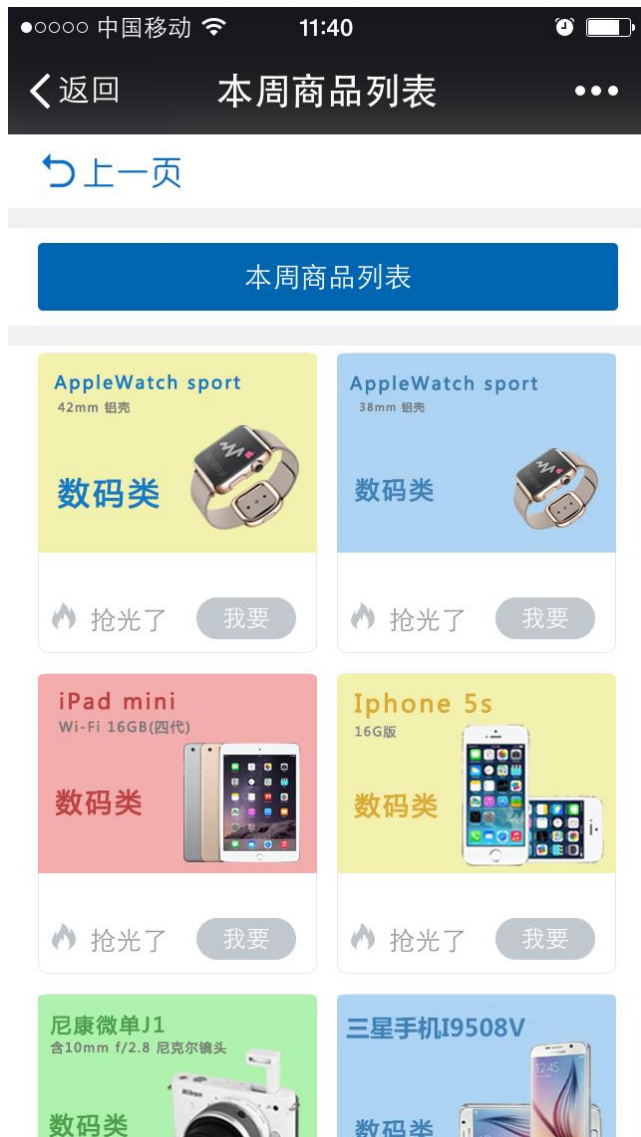 中国移动 11:40
返回 本周商品列表
上一页
本周商品列表
AppleWatch sport
42mm 铝壳
数码类
抢光了 我要
AppleWatch sport
38mm 铝壳
数码类
抢光了 我要
iPad mini
Wi-Fi 16GB(四代)
数码类
抢光了 我要
Iphone 5s
16G版
数码类
抢光了 我要
尼康微单J1
含10mm f/2.8 尼克尔镜头
数码类
Nikon
三星手机I9508V
12:45
数码类